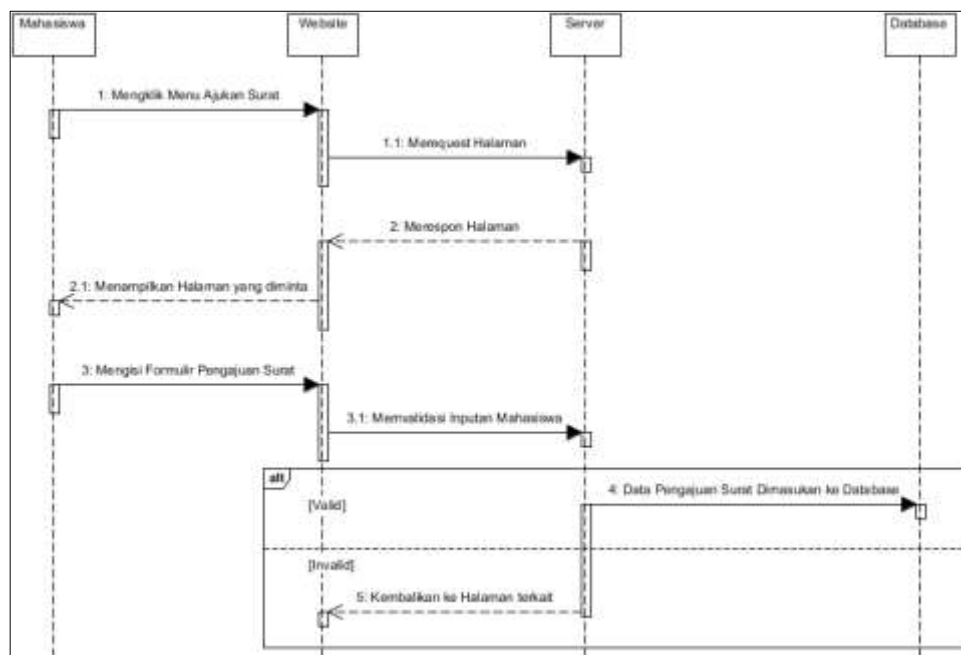 Mahasiswa
Website
Server
Database
1: Mengklik Menu Ajukan Surat
1.1: Merequest Halaman
2: Merespon Halaman
2.1: Menampilkan Halaman yang diminta
3: Mengisi Formulir Pengajuan Surat
3.1: Memvalidasi Inputan Mahasiswa
alt
4: Data Pengajuan Surat Dimasukan ke Database
[Valid]
[Invalid]
5: Kembalikan ke Halaman terkait